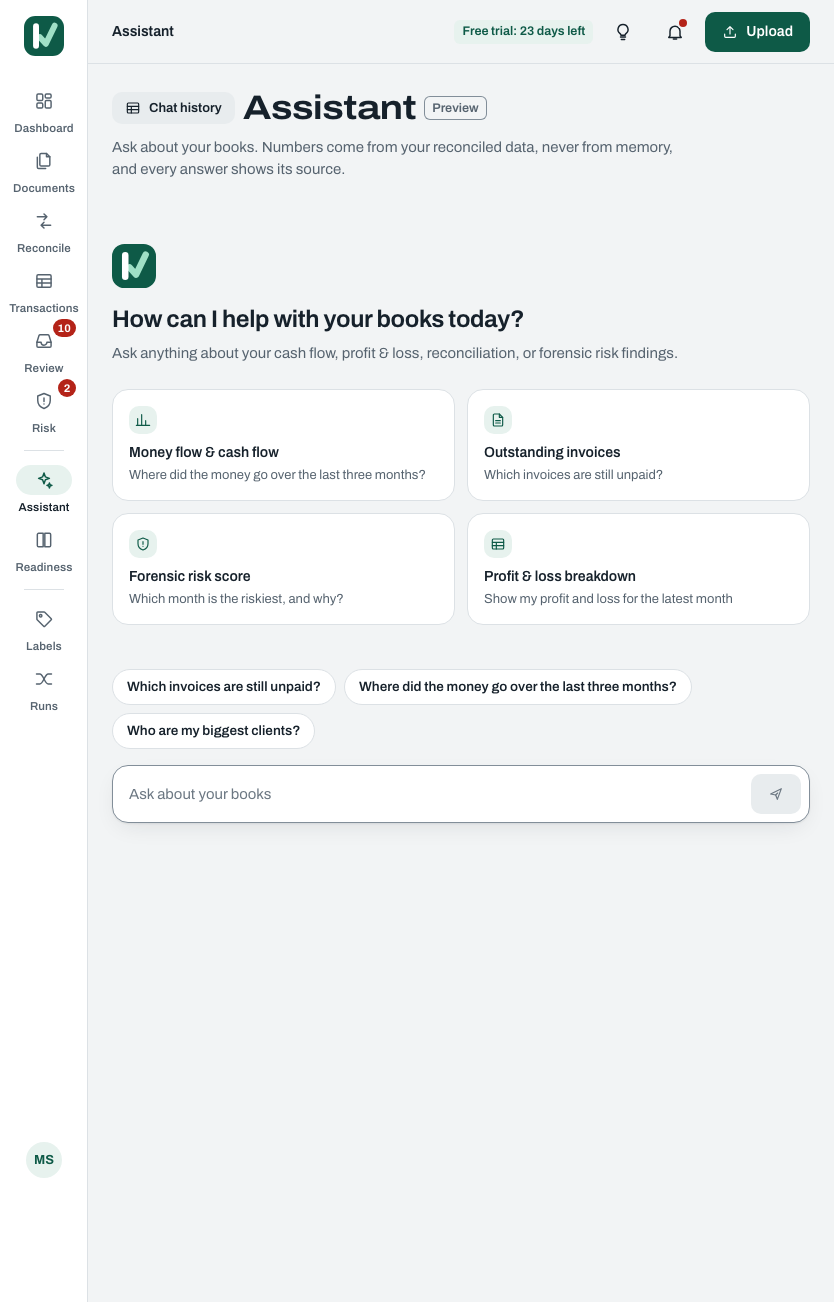 Assistant
Free trial: 23 days left
Upload
Dashboard
Documents
Reconcile
Transactions
10
Review
2
Risk
Assistant
Readiness
Labels
Runs
MS
Chat history
Assistant
Preview
Ask about your books. Numbers come from your reconciled data, never from memory,
and every answer shows its source.
How can I help with your books today?
Ask anything about your cash flow, profit & loss, reconciliation, or forensic risk findings.
Money flow & cash flow
Where did the money go over the last three months?
Outstanding invoices
Which invoices are still unpaid?
Forensic risk score
Which month is the riskiest, and why?
Profit & loss breakdown
Show my profit and loss for the latest month
Which invoices are still unpaid?
Where did the money go over the last three months?
Who are my biggest clients?
Ask about your books